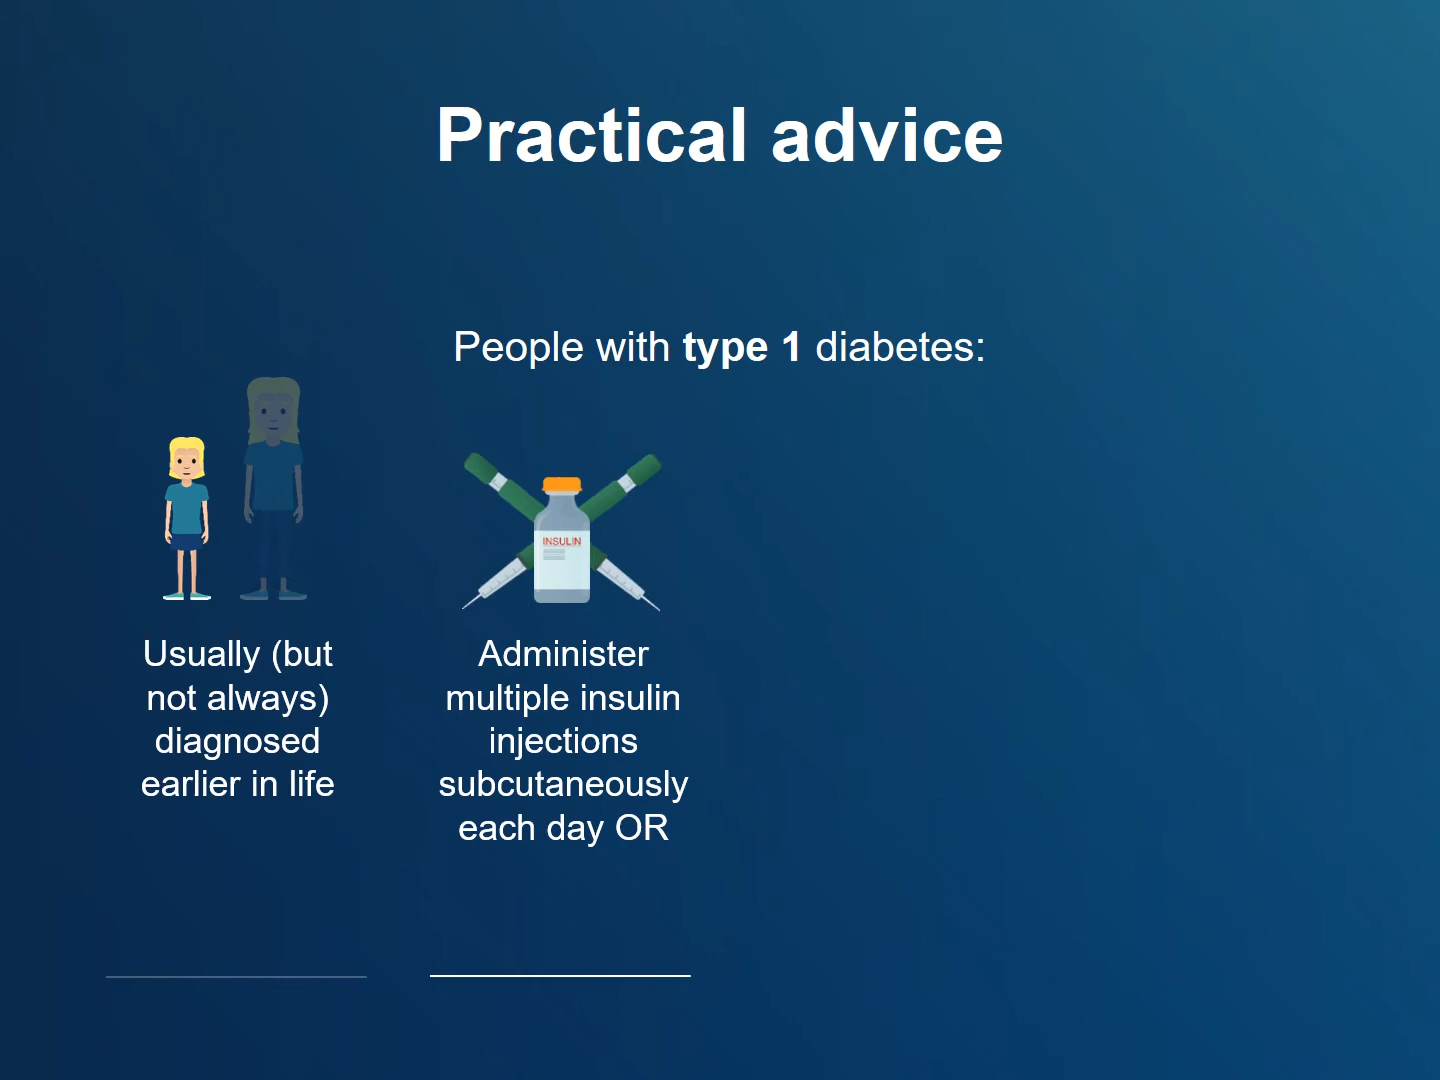 Practical advice
People with type 1 diabetes:
INSULIN
Usually (but
not always)
diagnosed
earlier in life
Administer
multiple insulin
injections
subcutaneously
each day OR